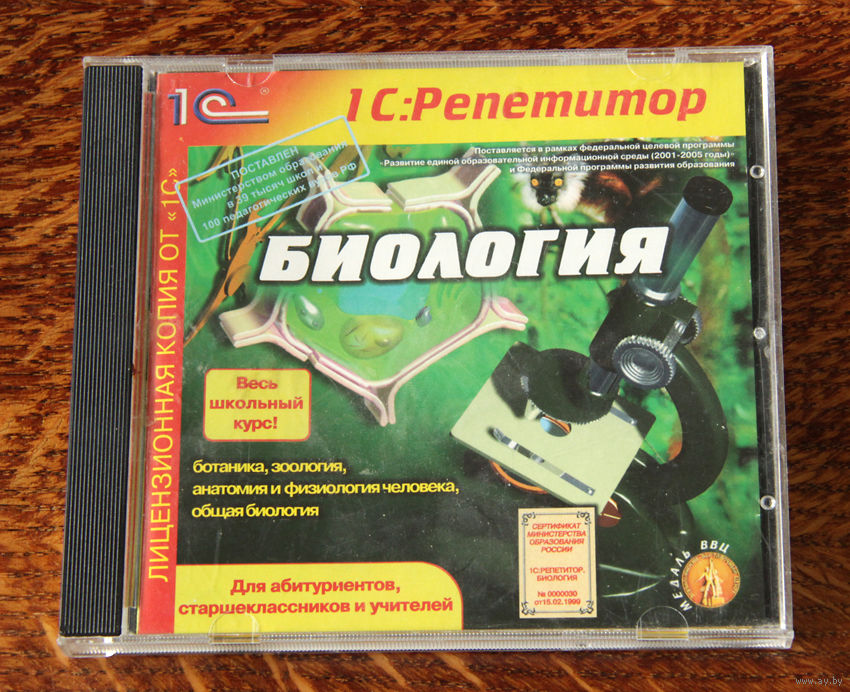 1С ®
1С:Репетитор
Поставляется в рамках федеральной целевой программы
«Развитие единой образовательной информационной среды (2001-2005 годы)»
и Федеральной программы развития образования
ПОСТАВЛЕН
Министерством образования
в 39 тысяч школ и
100 педагогических вузов РФ
ЛИЦЕНЗИОННАЯ КОПИЯ ОТ «1С»
БИОЛОГИЯ
Весь
школьный
курс!
ботаника, зоология,
анатомия и физиология человека,
общая биология
СЕРТИФИКАТ
МИНИСТЕРСТВА
ОБРАЗОВАНИЯ
РОССИИ
1С:РЕПЕТИТОР,
БИОЛОГИЯ
№ 0000030
от 15.02.1999
МЕДАЛЬ ВВЦ
Для абитуриентов,
старшеклассников и учителей
www.ay.by